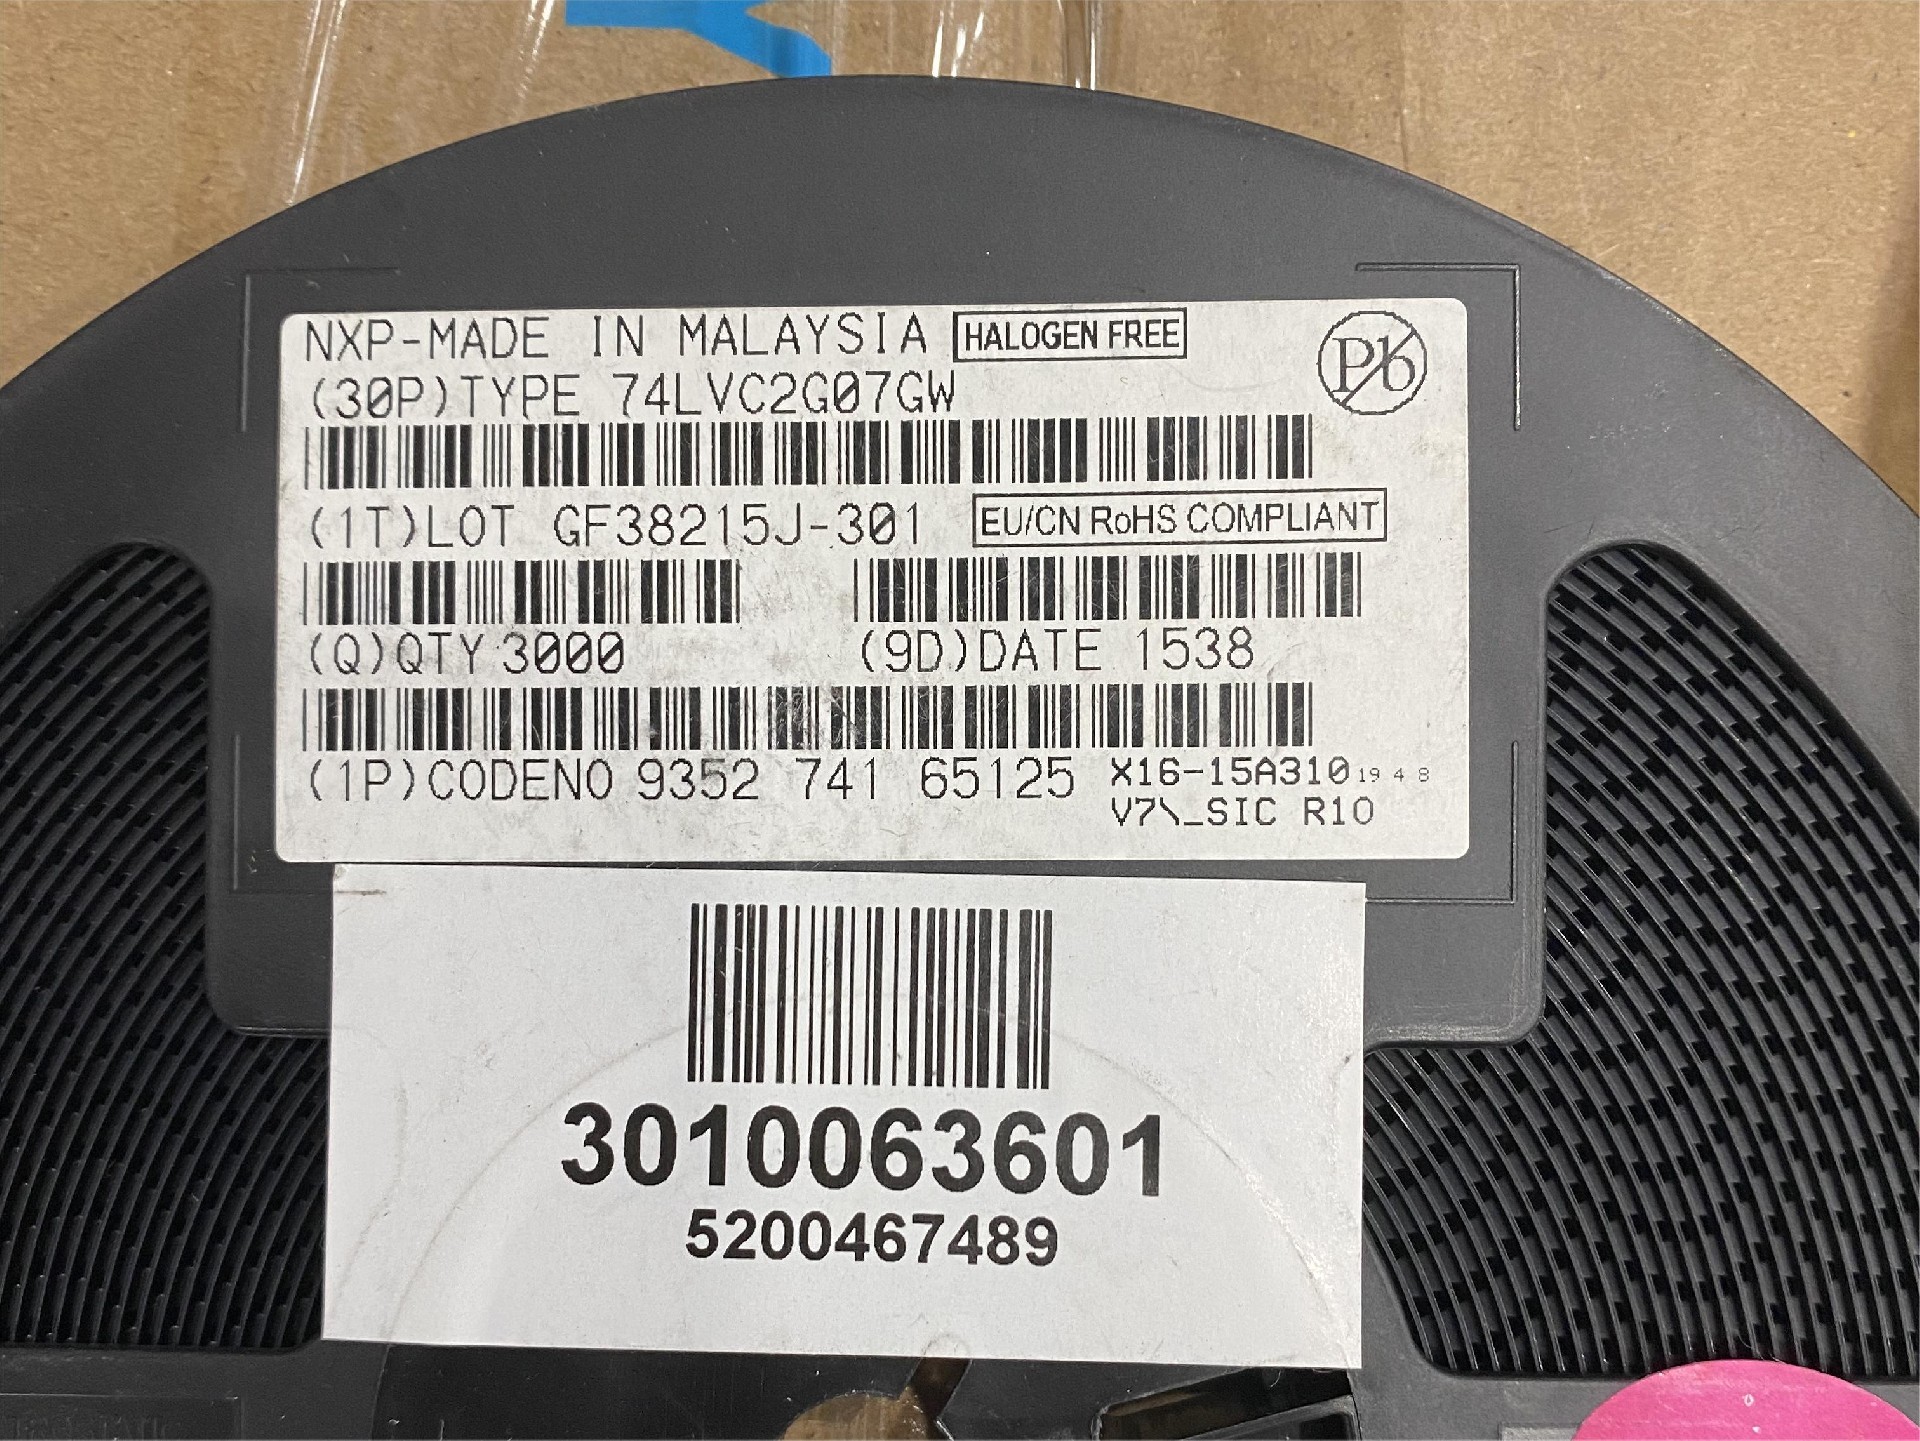 NXP-MADE IN MALAYSIA HALOGEN FREE
Pb
(30P)TYPE 74LVC2G07GW
(1T)LOT GF38215J-301 EU/CN RoHS COMPLIANT
(Q)QTY 3000 (9D)DATE 1538
(1P)CODENO 9352 741 65125 X16-15A310 19 4 8
V7\_SIC R10
3010063601
5200467489